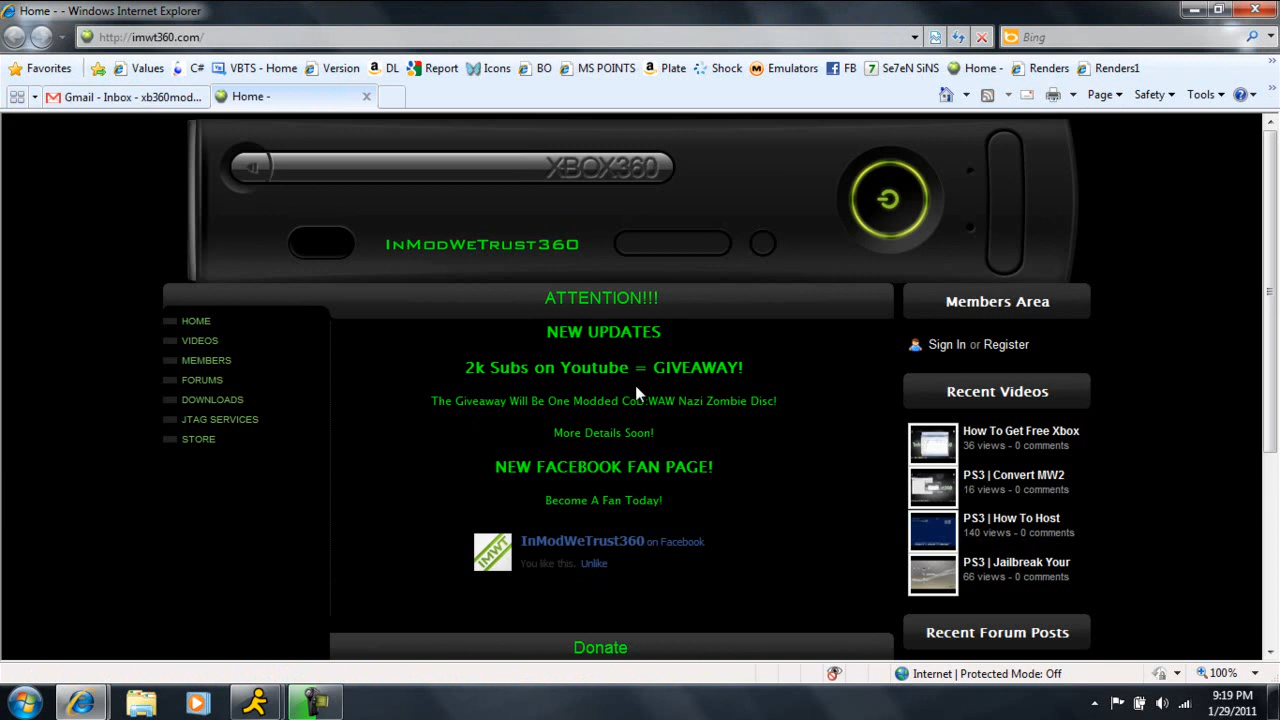 Home - - Windows Internet Explorer
http://imwt360.com/
Bing
Favorites Values C# VBTS - Home Version DL Report Icons BO MS POINTS Plate Shock Emulators FB Se7eN SiNS Home - Renders Renders1
Gmail - Inbox - xb360mod... Home - Page Safety Tools
XBOX360
InModWeTrust360
ATTENTION!!!
HOME
VIDEOS
MEMBERS
FORUMS
DOWNLOADS
JTAG SERVICES
STORE
NEW UPDATES
2k Subs on Youtube = GIVEAWAY!
The Giveaway Will Be One Modded CoD:WAW Nazi Zombie Disc!
More Details Soon!
NEW FACEBOOK FAN PAGE!
Become A Fan Today!
IMWT
InModWeTrust360 on Facebook
You like this. Unlike
Donate
Members Area
Sign In or Register
Recent Videos
How To Get Free Xbox
36 views - 0 comments
PS3 | Convert MW2
16 views - 0 comments
PS3 | How To Host
140 views - 0 comments
PS3 | Jailbreak Your
66 views - 0 comments
Recent Forum Posts
Internet | Protected Mode: Off
100%
9:19 PM
1/29/2011